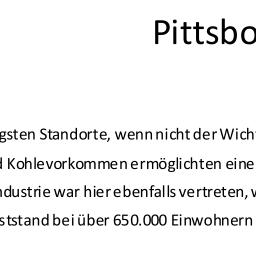 Pittsbo
gsten Standorte, wenn nicht der Wich
d Kohlevorkommen ermöglichten eine
ndustrie war hier ebenfalls vertreten, w
ststand bei über 650.000 Einwohnern